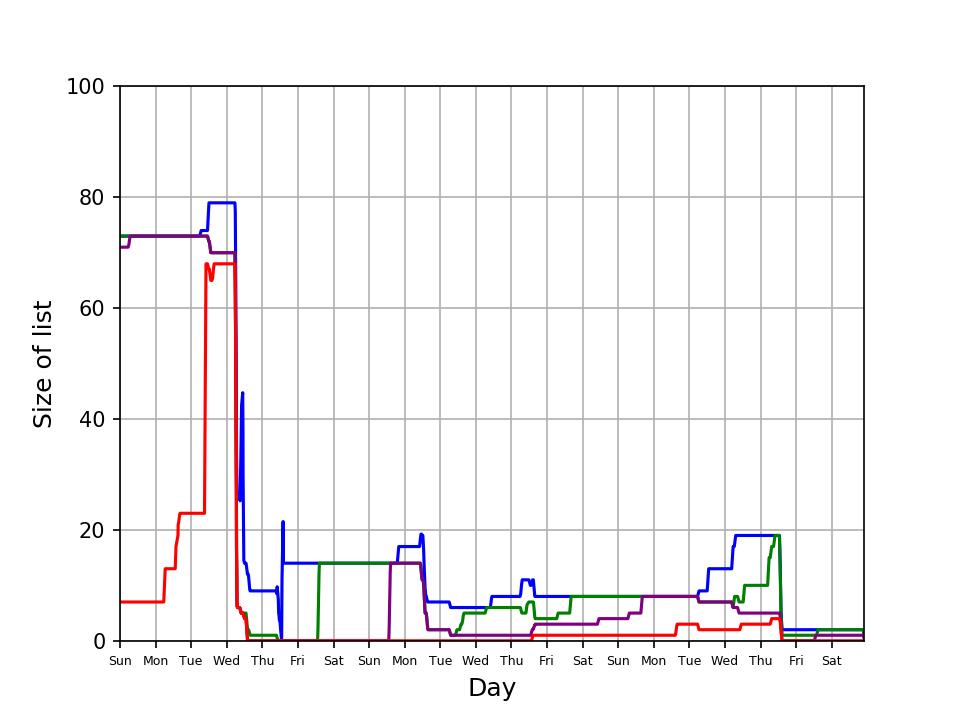 100
80
60
40
20
0
Size of list
Sun Mon Tue Wed Thu Fri Sat Sun Mon Tue Wed Thu Fri Sat Sun Mon Tue Wed Thu Fri Sat
Day